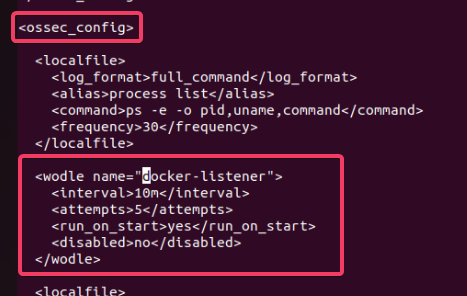 <ossec_config>
<localfile>
<log_format>full_command</log_format>
<alias>process list</alias>
<command>ps -e -o pid,uname,command</command>
<frequency>30</frequency>
</localfile>
<wodle name="docker-listener">
<interval>10m</interval>
<attempts>5</attempts>
<run_on_start>yes</run_on_start>
<disabled>no</disabled>
</wodle>
<localfile>